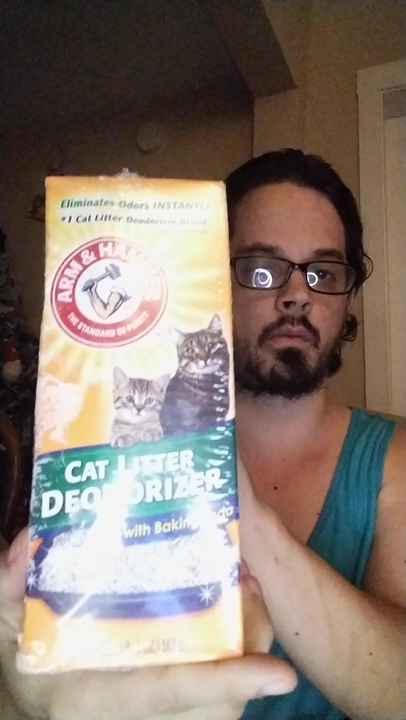 Eliminates Odors INSTANTLY
#1 Cat Litter Deodorizer Brand
ARM & HAMMER
THE STANDARD OF PURITY
CAT LITTER
DEODORIZER
with Baking Soda